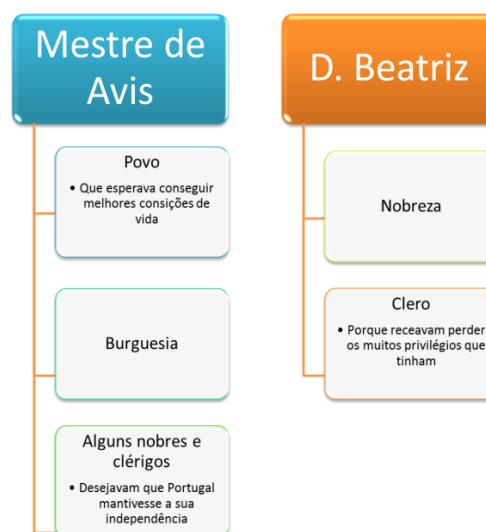 Mestre de
Avis
Povo
• Que esperava conseguir
melhores consições de
vida
Burguesia
Alguns nobres e
clérigos
• Desejavam que Portugal
mantivesse a sua
independência
D. Beatriz
Nobreza
Clero
• Porque receavam perder
os muitos privilégios que
tinham